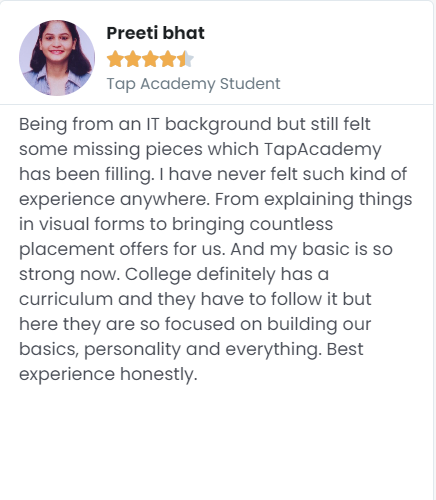 Preeti bhat
Tap Academy Student
Being from an IT background but still felt
some missing pieces which TapAcademy
has been filling. I have never felt such kind of
experience anywhere. From explaining things
in visual forms to bringing countless
placement offers for us. And my basic is so
strong now. College definitely has a
curriculum and they have to follow it but
here they are so focused on building our
basics, personality and everything. Best
experience honestly.